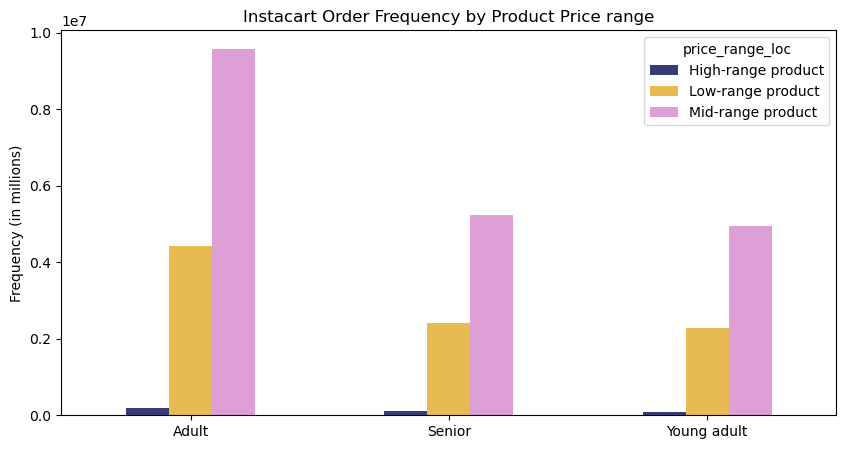 Instacart Order Frequency by Product Price range
1e7
1.0
0.8
0.6
0.4
0.2
0.0
Frequency (in millions)
price_range_loc
High-range product
Low-range product
Mid-range product
Adult
Senior
Young adult